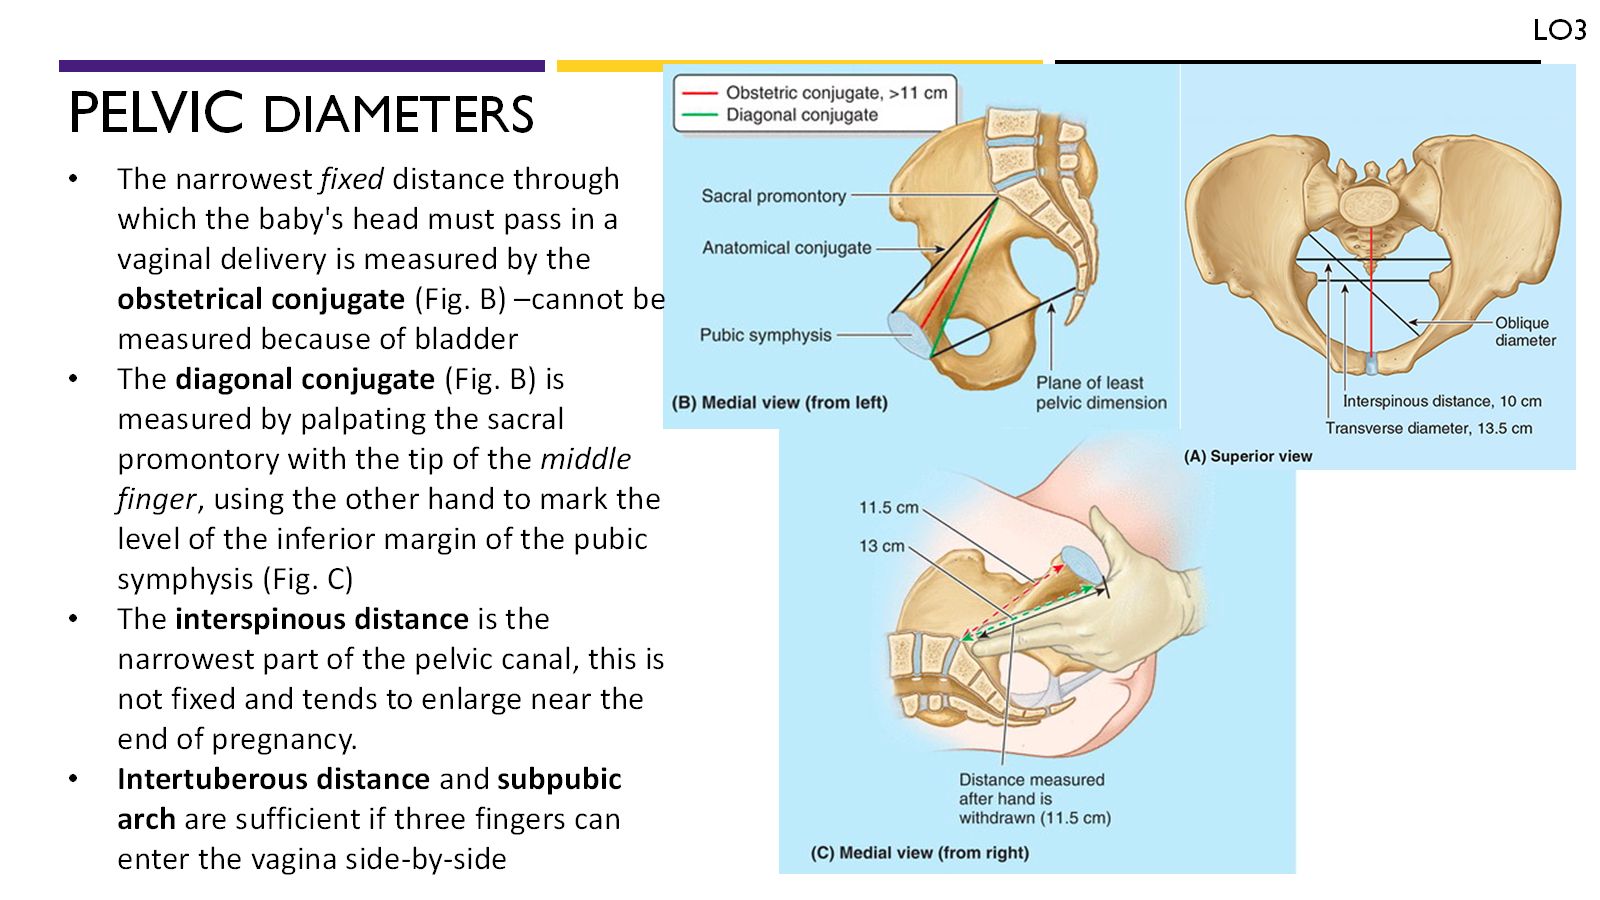 LO3
PELVIC DIAMETERS
• The narrowest fixed distance through
which the baby's head must pass in a
vaginal delivery is measured by the
obstetrical conjugate (Fig. B) –cannot be
measured because of bladder
• The diagonal conjugate (Fig. B) is
measured by palpating the sacral
promontory with the tip of the middle
finger, using the other hand to mark the
level of the inferior margin of the pubic
symphysis (Fig. C)
• The interspinous distance is the
narrowest part of the pelvic canal, this is
not fixed and tends to enlarge near the
end of pregnancy.
• Intertuberous distance and subpubic
arch are sufficient if three fingers can
enter the vagina side-by-side
Obstetric conjugate, >11 cm
Diagonal conjugate
Sacral promontory
Anatomical conjugate
Pubic symphysis
Plane of least
pelvic dimension
(B) Medial view (from left)
Oblique
diameter
Interspinous distance, 10 cm
Transverse diameter, 13.5 cm
(A) Superior view
11.5 cm
13 cm
Distance measured
after hand is
withdrawn (11.5 cm)
(C) Medial view (from right)